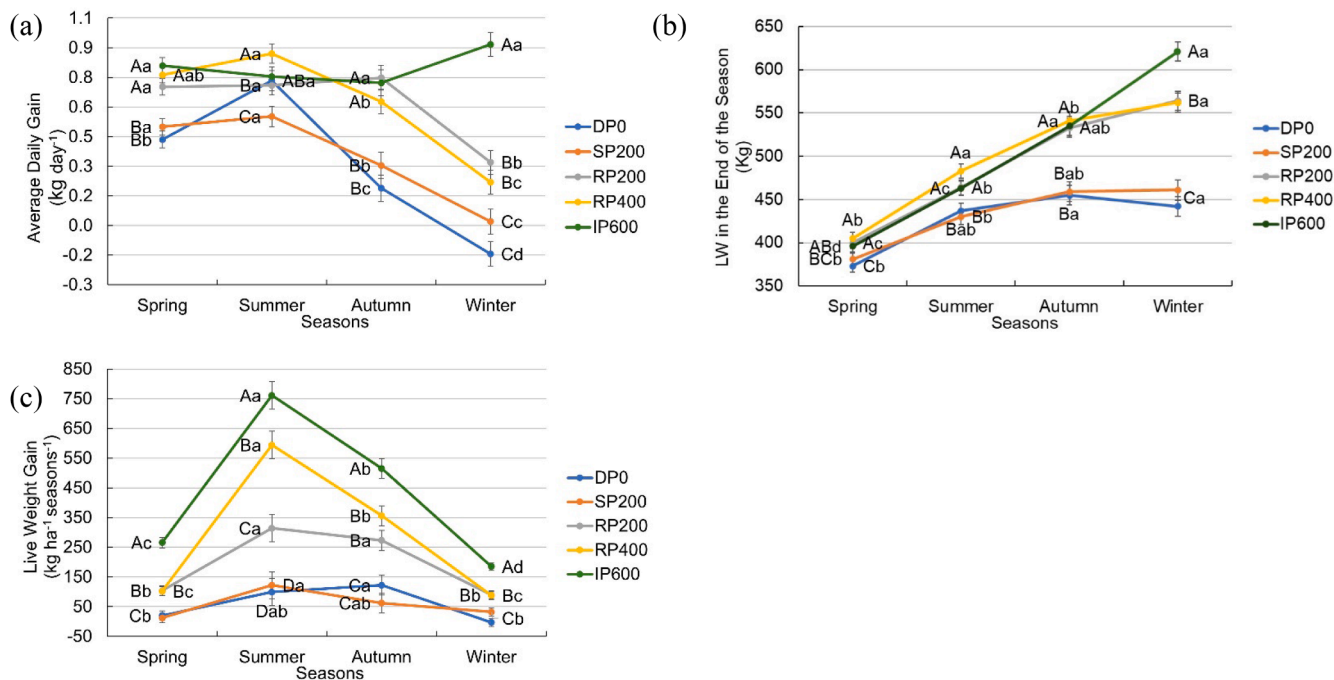 (a)
1.1
0.9
0.8
0.6
0.5
0.3
0.2
0.0
-0.2
-0.3
Average Daily Gain
(kg day⁻¹)
Aa
Aab
Aa
Ba
Bb
Aa
Ba
ABa
Ca
Aa
Ab
Bb
Bc
Aa
Bb
Bc
Cc
Cd
Spring
Summer
Autumn
Winter
Seasons
DP0
SP200
RP200
RP400
IP600
(b)
650
600
550
500
450
400
350
LW in the End of the Season
(Kg)
Ab
ABd
Ac
BCb
Cb
Aa
Ac
Ab
Bb
Bab
Ab
Aa
Aab
Bab
Ba
Aa
Ba
Ca
Spring
Summer
Autumn
Winter
Seasons
DP0
SP200
RP200
RP400
IP600
(c)
850
750
650
550
450
350
250
150
50
-50
Live Weight Gain
(kg ha⁻¹ seasons⁻¹)
Ac
Bb
Bc
Cb
Aa
Ba
Ca
Da
Dab
Ab
Bb
Ba
Ca
Cab
Ad
Bb
Bc
Cb
Spring
Summer
Autumn
Winter
Seasons
DP0
SP200
RP200
RP400
IP600